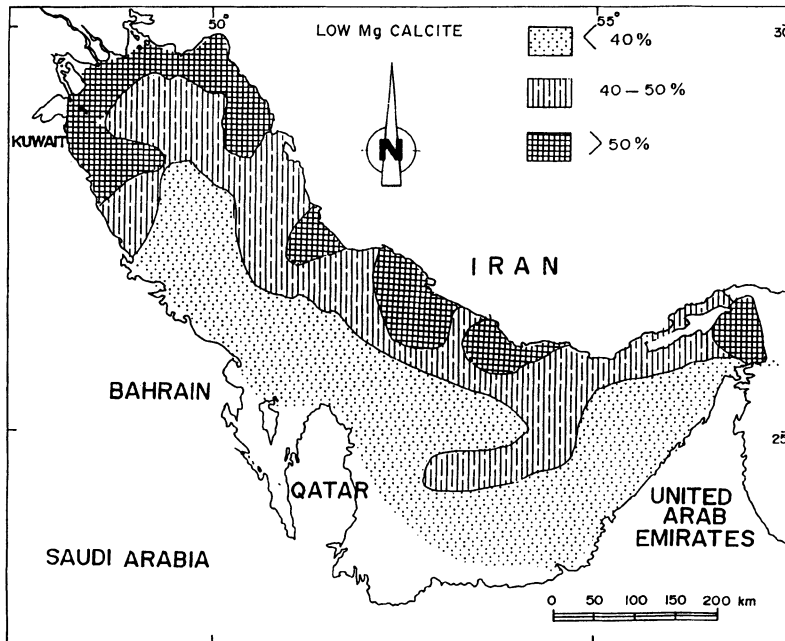 50°
55°
30
LOW Mg CALCITE
< 40%
40 – 50%
> 50%
N
KUWAIT
IRAN
BAHRAIN
QATAR
25
UNITED
ARAB
EMIRATES
SAUDI ARABIA
0 50 100 150 200 km